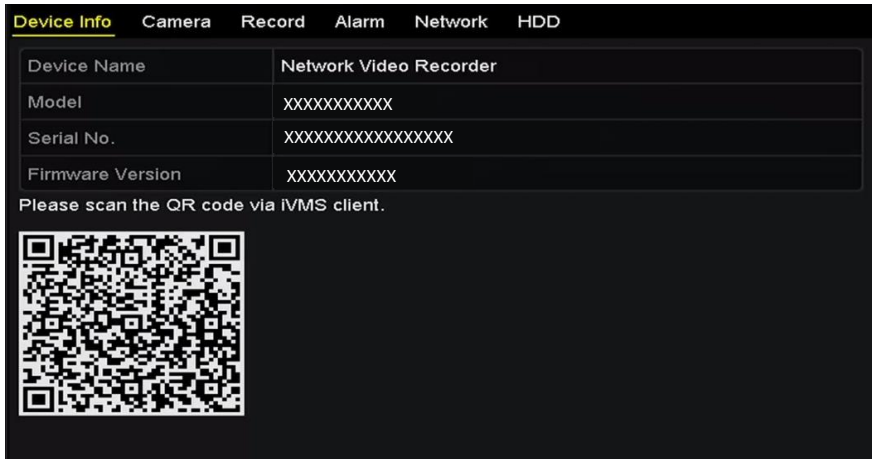 Device Info Camera Record Alarm Network HDD
Device Name Network Video Recorder
Model XXXXXXXXXXX
Serial No. XXXXXXXXXXXXXXXXX
Firmware Version XXXXXXXXXXX
Please scan the QR code via iVMS client.